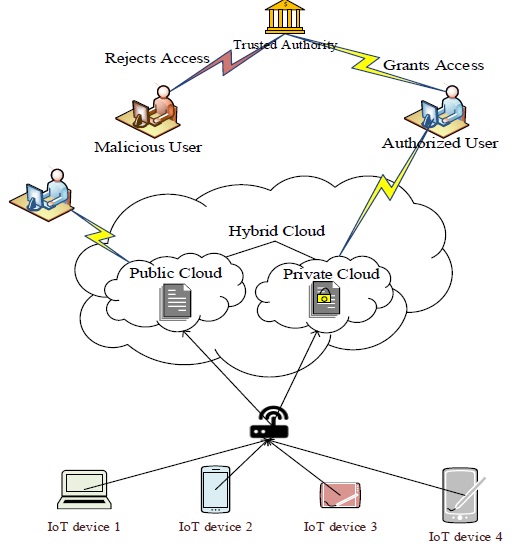 Trusted Authority
Rejects Access
Grants Access
Malicious User
Authorized User
Hybrid Cloud
Public Cloud
Private Cloud
IoT device 1
IoT device 2
IoT device 3
IoT device 4